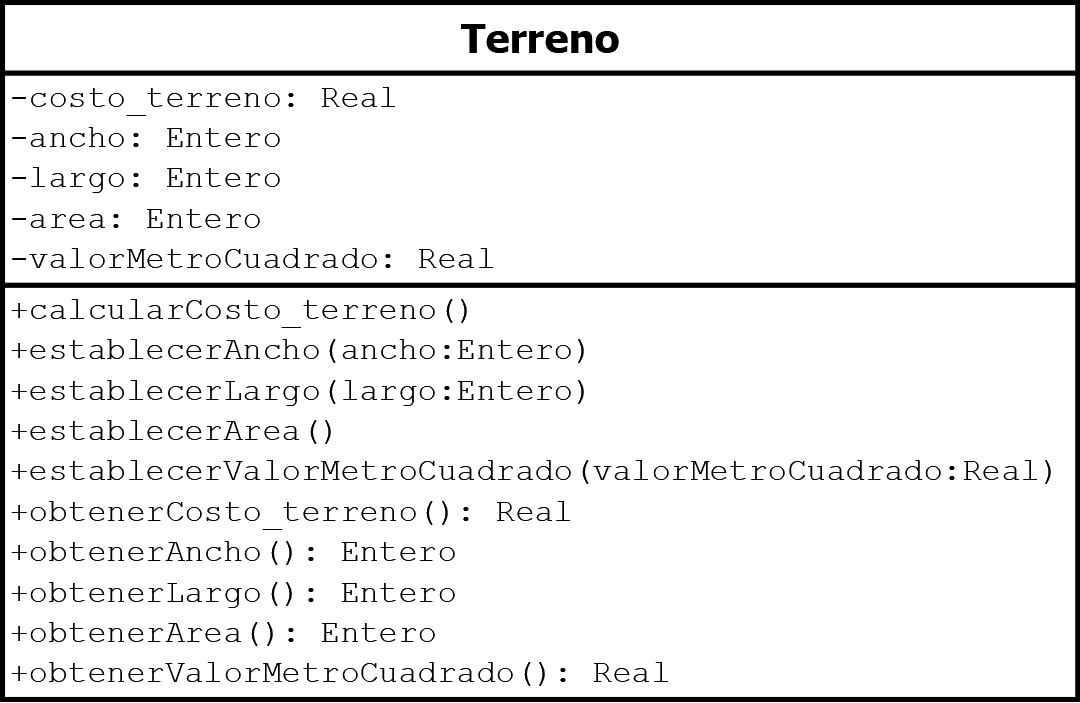 Terreno
-costo_terreno: Real
-ancho: Entero
-largo: Entero
-area: Entero
-valorMetroCuadrado: Real
+calcularCosto_terreno()
+establecerAncho(ancho:Entero)
+establecerLargo(largo:Entero)
+establecerArea()
+establecerValorMetroCuadrado(valorMetroCuadrado:Real)
+obtenerCosto_terreno(): Real
+obtenerAncho(): Entero
+obtenerLargo(): Entero
+obtenerArea(): Entero
+obtenerValorMetroCuadrado(): Real